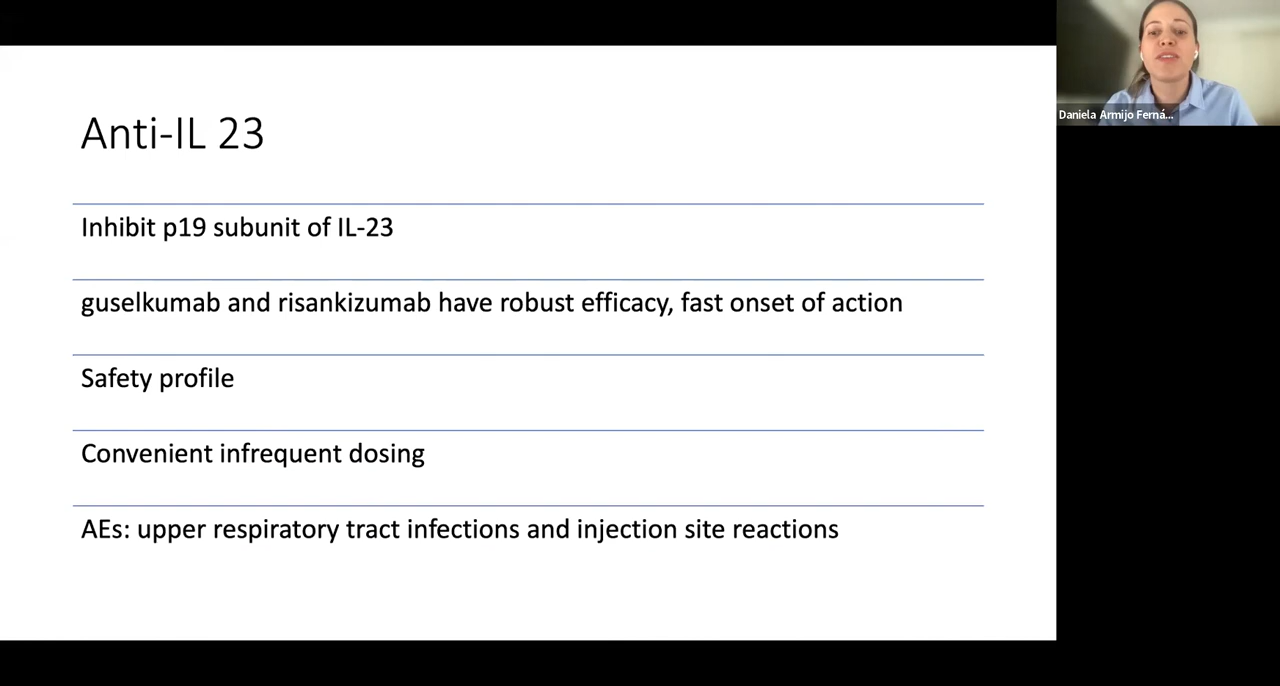 Anti-IL 23
Inhibit p19 subunit of IL-23
guselkumab and risankizumab have robust efficacy, fast onset of action
Safety profile
Convenient infrequent dosing
AEs: upper respiratory tract infections and injection site reactions
Daniela Armijo Ferná...